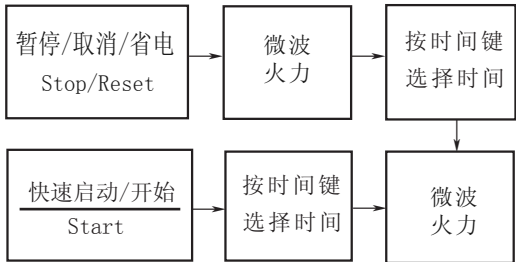 暂停/取消/省电
Stop/Reset
微波
火力
按时间键
选择时间
快速启动/开始
Start
按时间键
选择时间
微波
火力